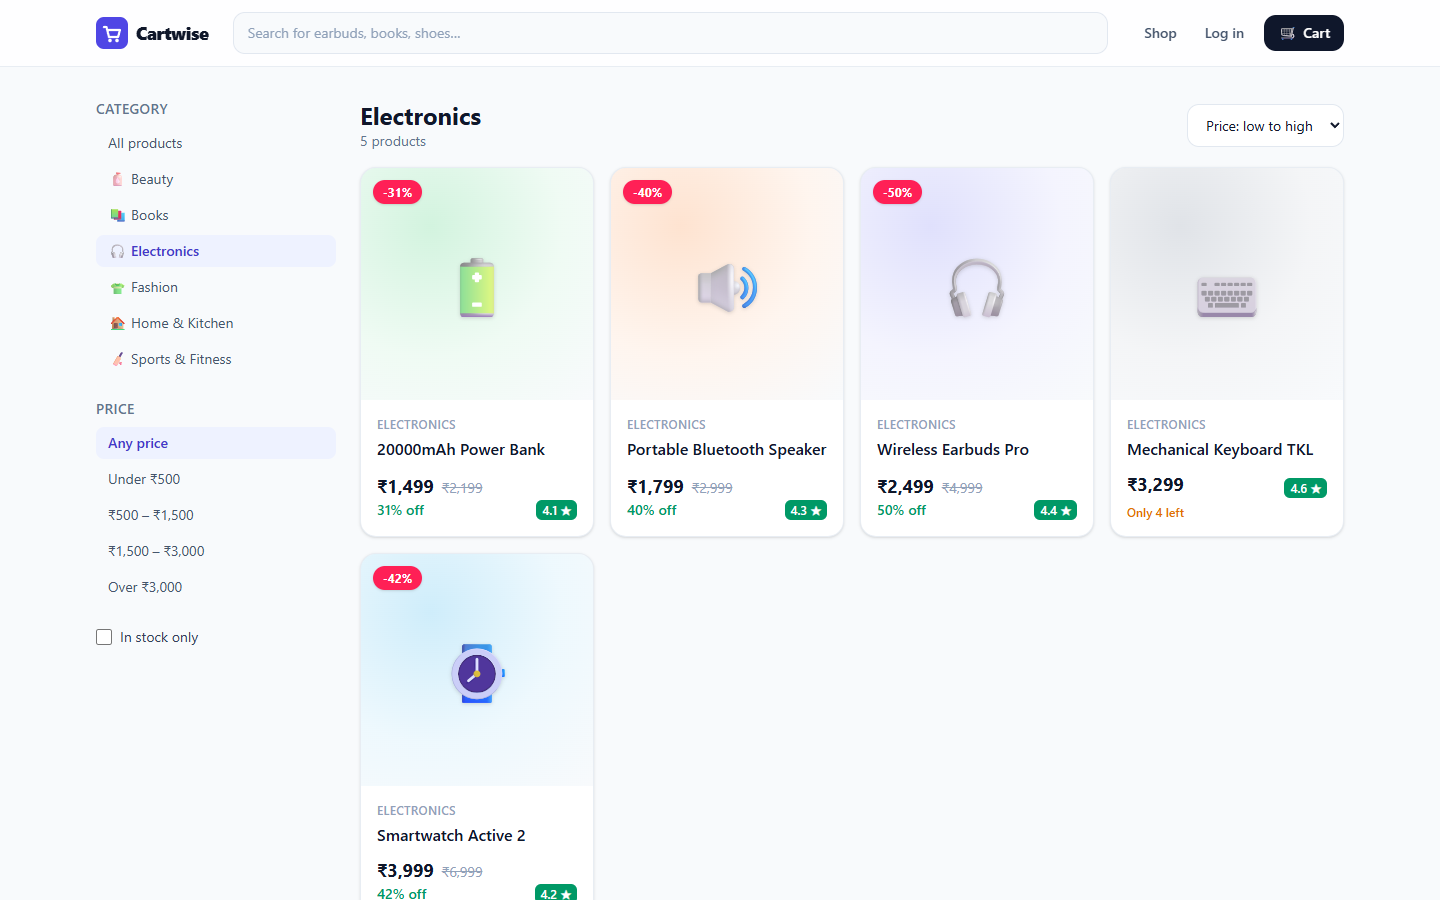 Cartwise
Search for earbuds, books, shoes...
Shop
Log in
Cart
CATEGORY
All products
Beauty
Books
Electronics
Fashion
Home & Kitchen
Sports & Fitness
PRICE
Any price
Under ₹500
₹500 – ₹1,500
₹1,500 – ₹3,000
Over ₹3,000
In stock only
Electronics
5 products
Price: low to high
-31%
ELECTRONICS
20000mAh Power Bank
₹1,499 ₹2,199
31% off
4.1 ★
-40%
ELECTRONICS
Portable Bluetooth Speaker
₹1,799 ₹2,999
40% off
4.3 ★
-50%
ELECTRONICS
Wireless Earbuds Pro
₹2,499 ₹4,999
50% off
4.4 ★
ELECTRONICS
Mechanical Keyboard TKL
₹3,299
4.6 ★
Only 4 left
-42%
ELECTRONICS
Smartwatch Active 2
₹3,999 ₹6,999
42% off
4.2 ★